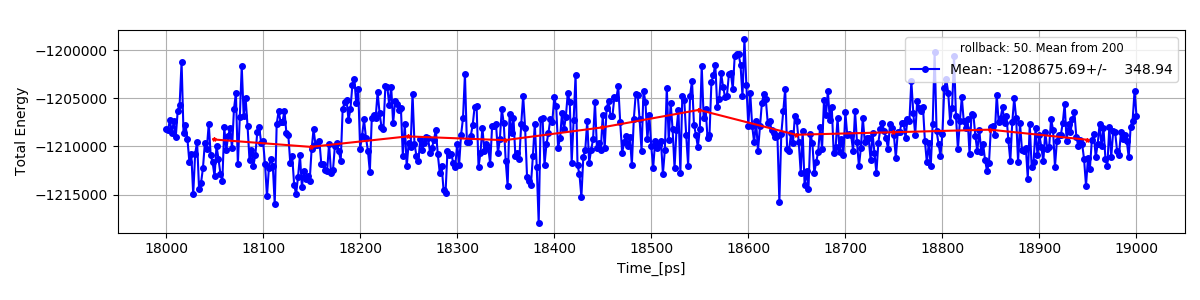 rollback: 50. Mean from 200
Mean: -1208675.69+/- 348.94
Total Energy
−1200000
−1205000
−1210000
−1215000
18000 18100 18200 18300 18400 18500 18600 18700 18800 18900 19000
Time_[ps]